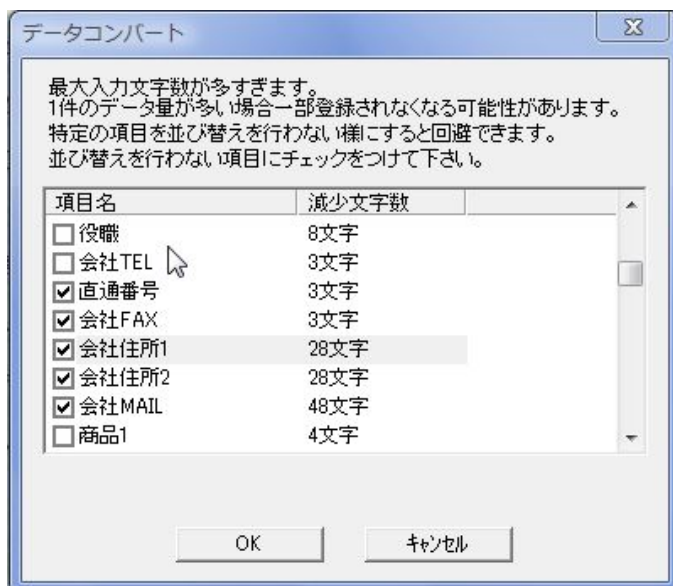 データコンバート
最大入力文字数が多すぎます。
1件のデータ量が多い場合一部登録されなくなる可能性があります。
特定の項目を並び替えを行わない様にすると回避できます。
並び替えを行わない項目にチェックをつけて下さい。
項目名 減少文字数
役職 8文字
会社TEL 3文字
直通番号 3文字
会社FAX 3文字
会社住所1 28文字
会社住所2 28文字
会社MAIL 48文字
商品1 4文字
OK キャンセル